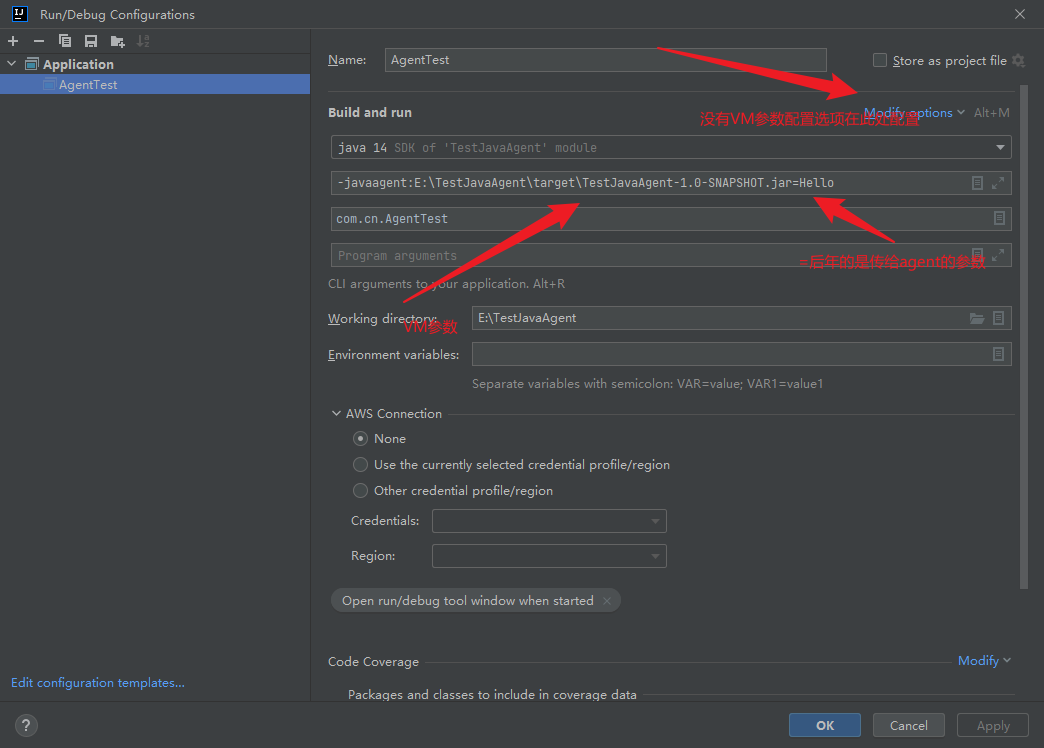 Run/Debug Configurations
Application
AgentTest
Name: AgentTest
Store as project file
Build and run
Modify options Alt+M
没有VM参数配置选项在此处配置
java 14 SDK of 'TestJavaAgent' module
-javaagent:E:\TestJavaAgent\target\TestJavaAgent-1.0-SNAPSHOT.jar=Hello
com.cn.AgentTest
Program arguments
=后年的是传给agent的参数
CLI arguments to your application. Alt+R
Working directory: E:\TestJavaAgent
VM参数
Environment variables:
Separate variables with semicolon: VAR=value; VAR1=value1
AWS Connection
None
Use the currently selected credential profile/region
Other credential profile/region
Credentials:
Region:
Open run/debug tool window when started
Code Coverage
Modify
Edit configuration templates...
Packages and classes to include in coverage data
?
OK
Cancel
Apply